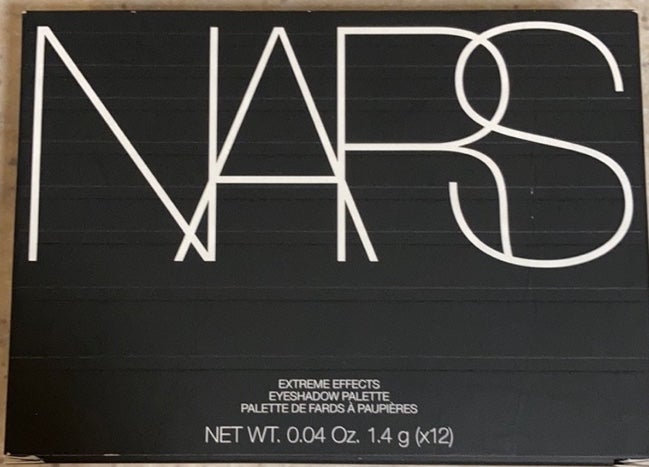 NARS
EXTREME EFFECTS
EYESHADOW PALETTE
PALETTE DE FARDS À PAUPIÈRES
NET WT. 0.04 Oz. 1.4 g (x12)